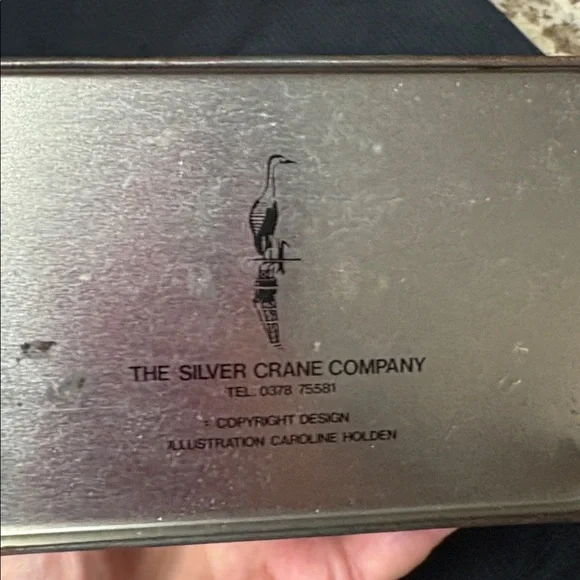 THE SILVER CRANE COMPANY
TEL. 0378 75581
© COPYRIGHT DESIGN
ILLUSTRATION CAROLINE HOLDEN